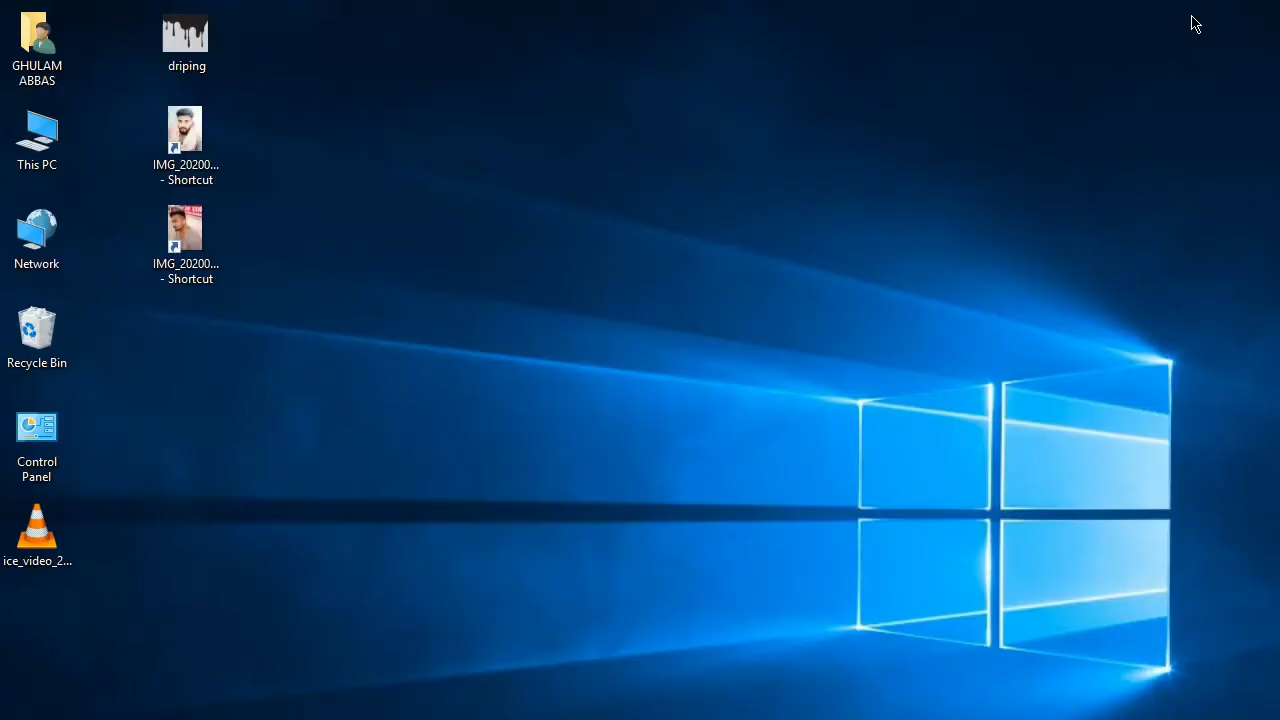 GHULAM
ABBAS
This PC
Network
Recycle Bin
Control
Panel
ice_video_2...
driping
IMG_20200...
- Shortcut
IMG_20200...
- Shortcut